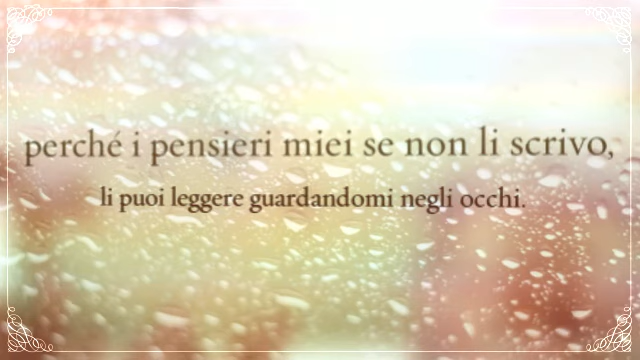 perché i pensieri miei se non li scrivo,
li puoi leggere guardandomi negli occhi.